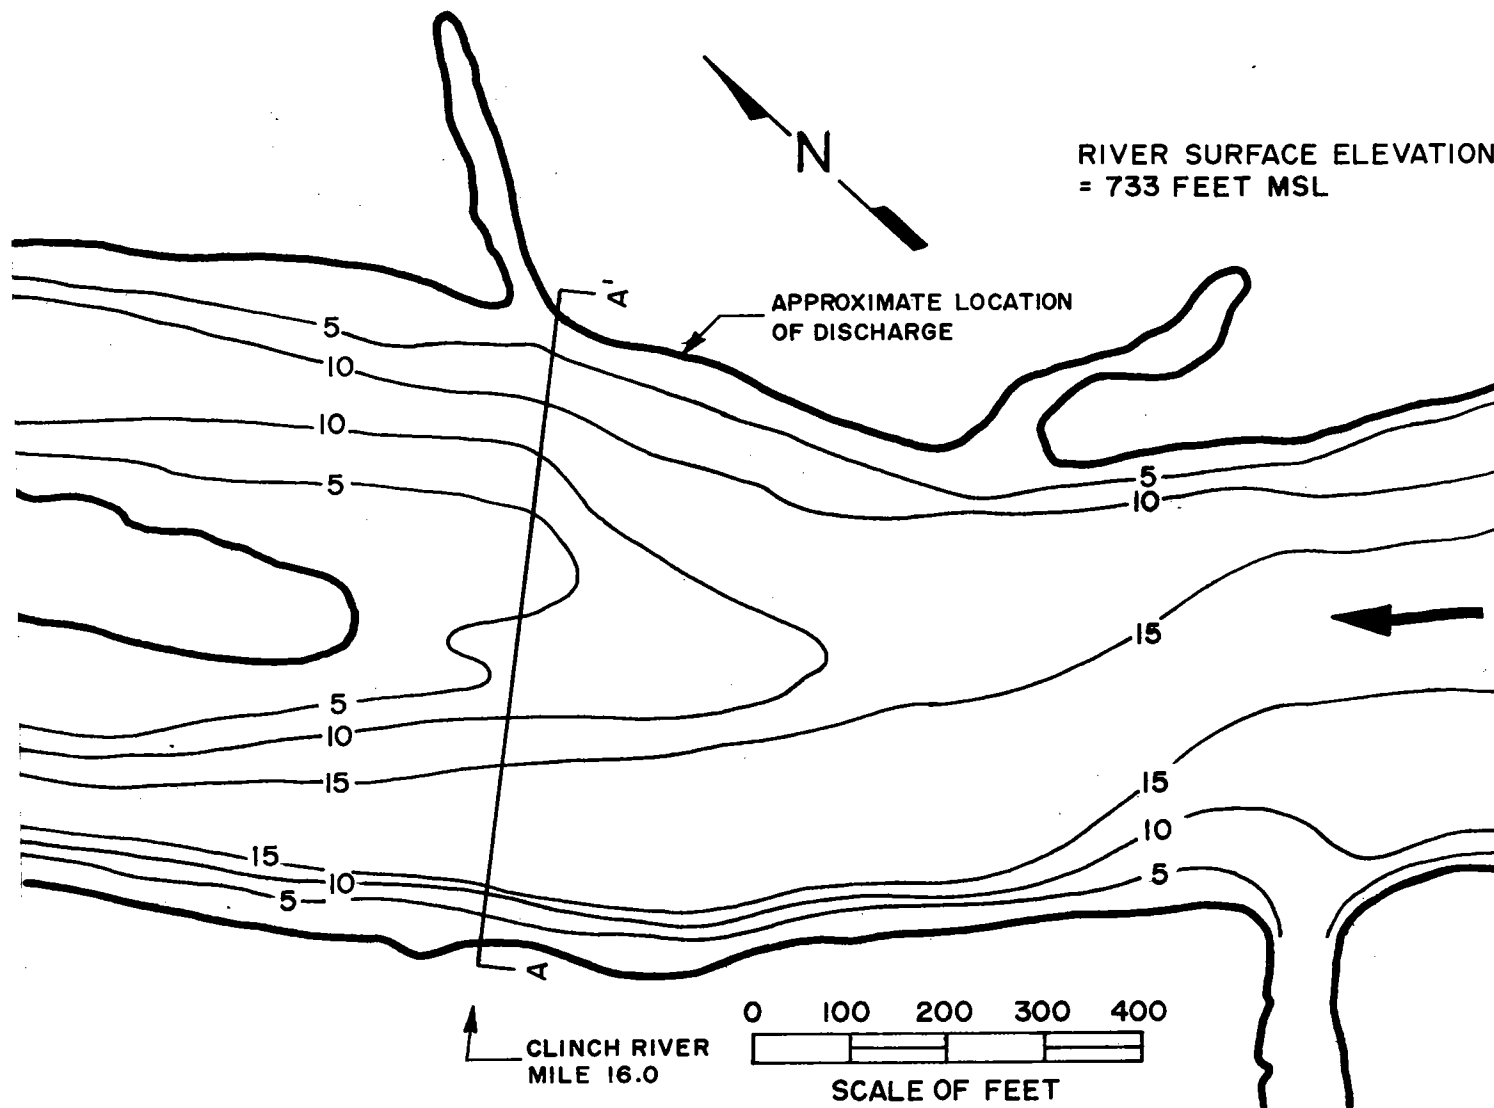 N
RIVER SURFACE ELEVATION
= 733 FEET MSL
A'
APPROXIMATE LOCATION
OF DISCHARGE
5
10
10
5
5
10
15
5
10
15
15
10
5
15
10
5
A
CLINCH RIVER
MILE 16.0
0 100 200 300 400
SCALE OF FEET